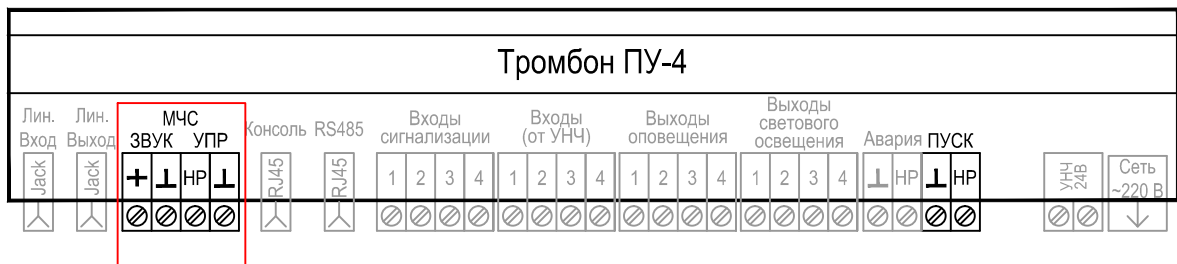 Тромбон ПУ-4
Лин. Вход
Лин. Выход
МЧС
ЗВУК УПР
Консоль
RS485
Входы сигнализации
Входы (от УНЧ)
Выходы оповещения
Выходы светового освещения
Авария
ПУСК
Jack
Jack
+ ⊥ НР ⊥
RJ45
RJ45
1 2 3 4
1 2 3 4
1 2 3 4
1 2 3 4
⊥ НР
⊥ НР
УНЧ 24В
Сеть ~220 В